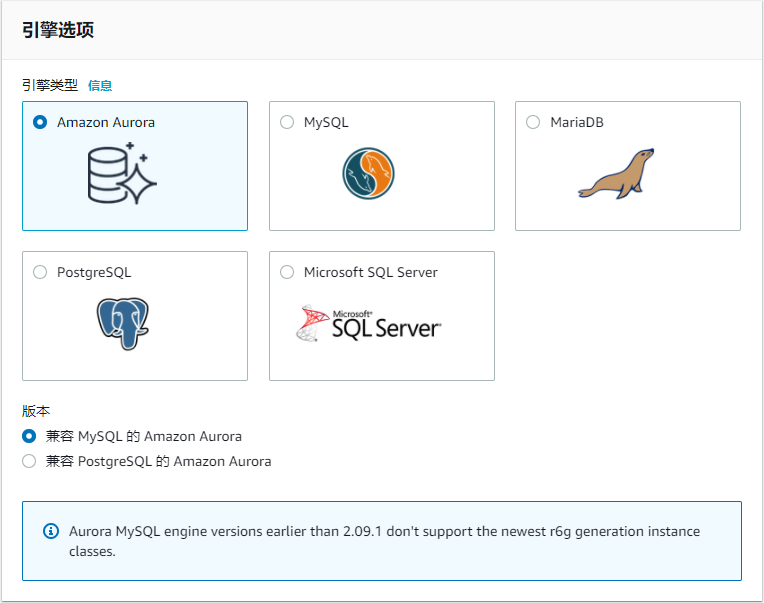 引擎选项
引擎类型 信息
Amazon Aurora
MySQL
MariaDB
PostgreSQL
Microsoft SQL Server
Microsoft®
SQL Server®
版本
兼容 MySQL 的 Amazon Aurora
兼容 PostgreSQL 的 Amazon Aurora
Aurora MySQL engine versions earlier than 2.09.1 don't support the newest r6g generation instance
classes.